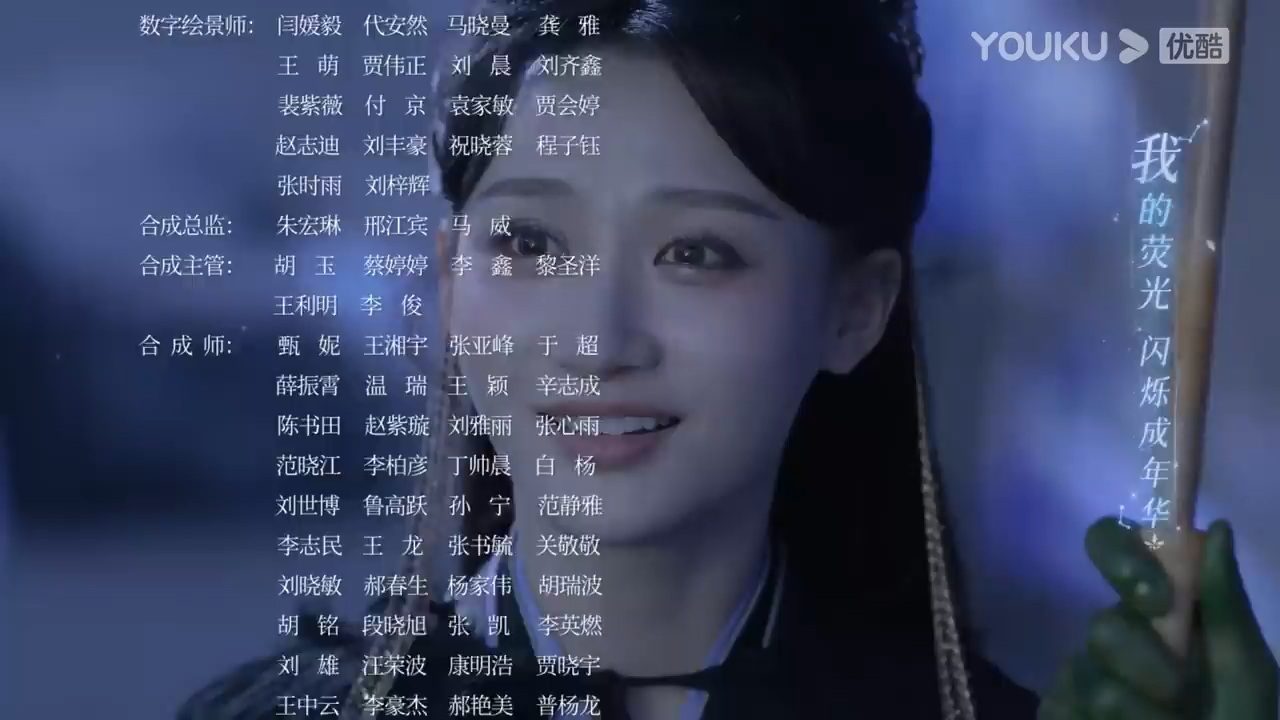 数字绘景师： 闫媛毅 代安然 马晓曼 龚 雅
王 萌 贾伟正 刘 晨 刘齐鑫
裴紫薇 付 京 袁家敏 贾会婷
赵志迪 刘丰豪 祝晓蓉 程子钰
张时雨 刘梓辉
合成总监： 朱宏琳 邢江宾 马 威
合成主管： 胡 玉 蔡婷婷 李 鑫 黎圣洋
王利明 李 俊
合 成 师： 甄 妮 王湘宇 张亚峰 于 超
薛振霄 温 瑞 王 颖 辛志成
陈书田 赵紫璇 刘雅丽 张心雨
范晓江 李柏彦 丁帅晨 白 杨
刘世博 鲁高跃 孙 宁 范静雅
李志民 王 龙 张书毓 关敬敬
刘晓敏 郝春生 杨家伟 胡瑞波
胡 铭 段晓旭 张 凯 李英燃
刘 雄 汪荣波 康明浩 贾晓宇
王中云 李豪杰 郝艳美 普杨龙
YOUKU 优酷
我的荧光 闪烁成年华